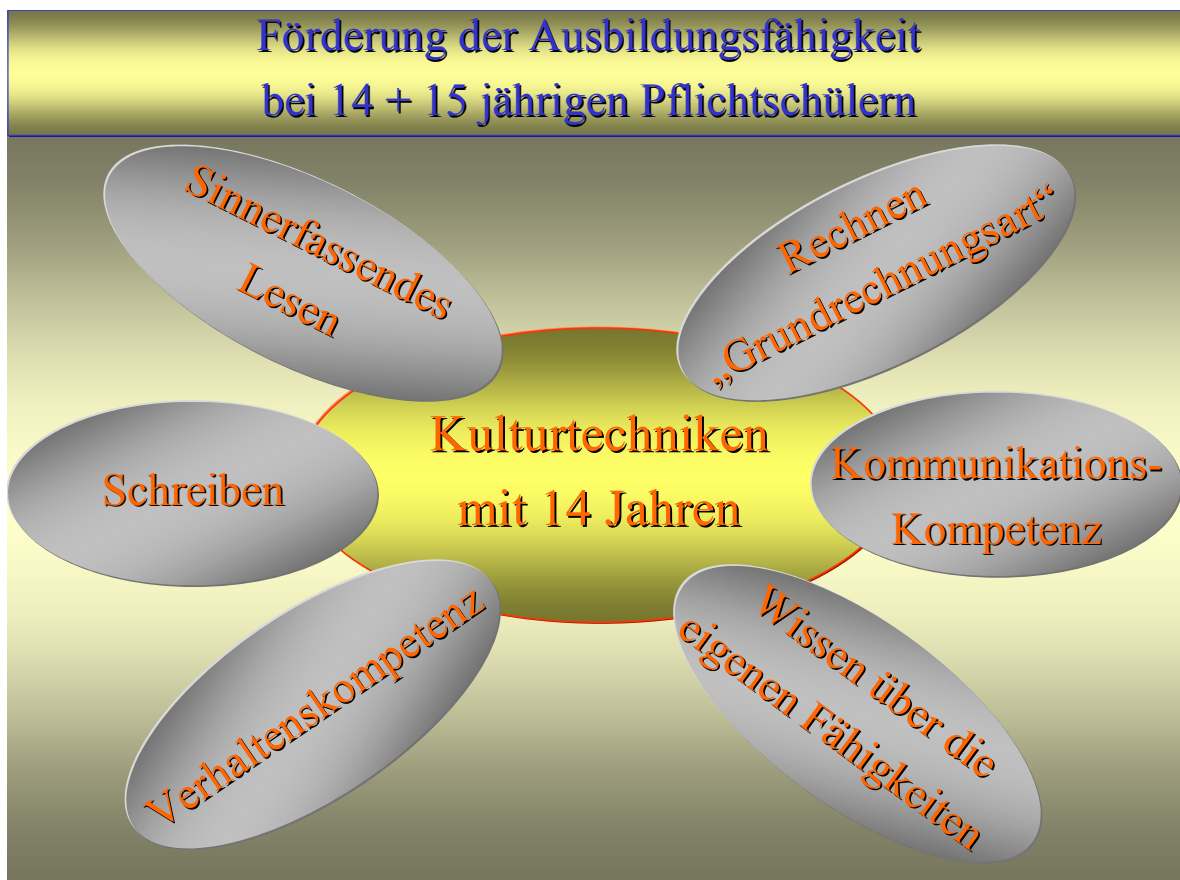 Förderung der Ausbildungsfähigkeit
bei 14 + 15 jährigen Pflichtschülern
Sinnerfassendes
Lesen
Rechnen
„Grundrechnungsart“
Kulturtechniken
mit 14 Jahren
Schreiben
Kommunikations-
Kompetenz
Verhaltenskompetenz
Wissen über die
eigenen Fähigkeiten